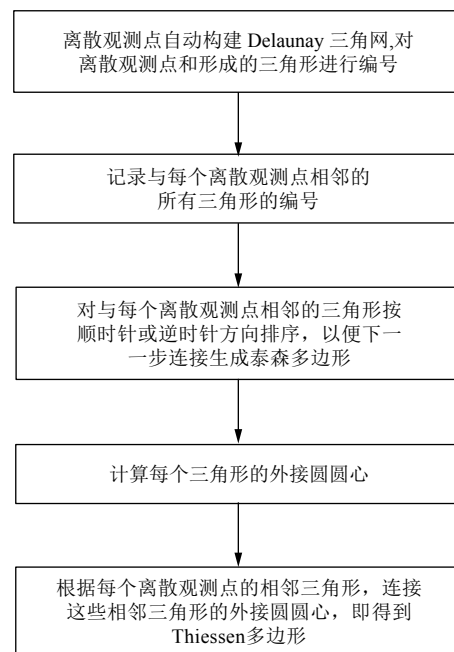 离散观测点自动构建 Delaunay 三角网,对
离散观测点和形成的三角形进行编号
记录与每个离散观测点相邻的
所有三角形的编号
对与每个离散观测点相邻的三角形按
顺时针或逆时针方向排序，以便下一
一步连接生成泰森多边形
计算每个三角形的外接圆圆心
根据每个离散观测点的相邻三角形，连接
这些相邻三角形的外接圆圆心，即得到
Thiessen多边形